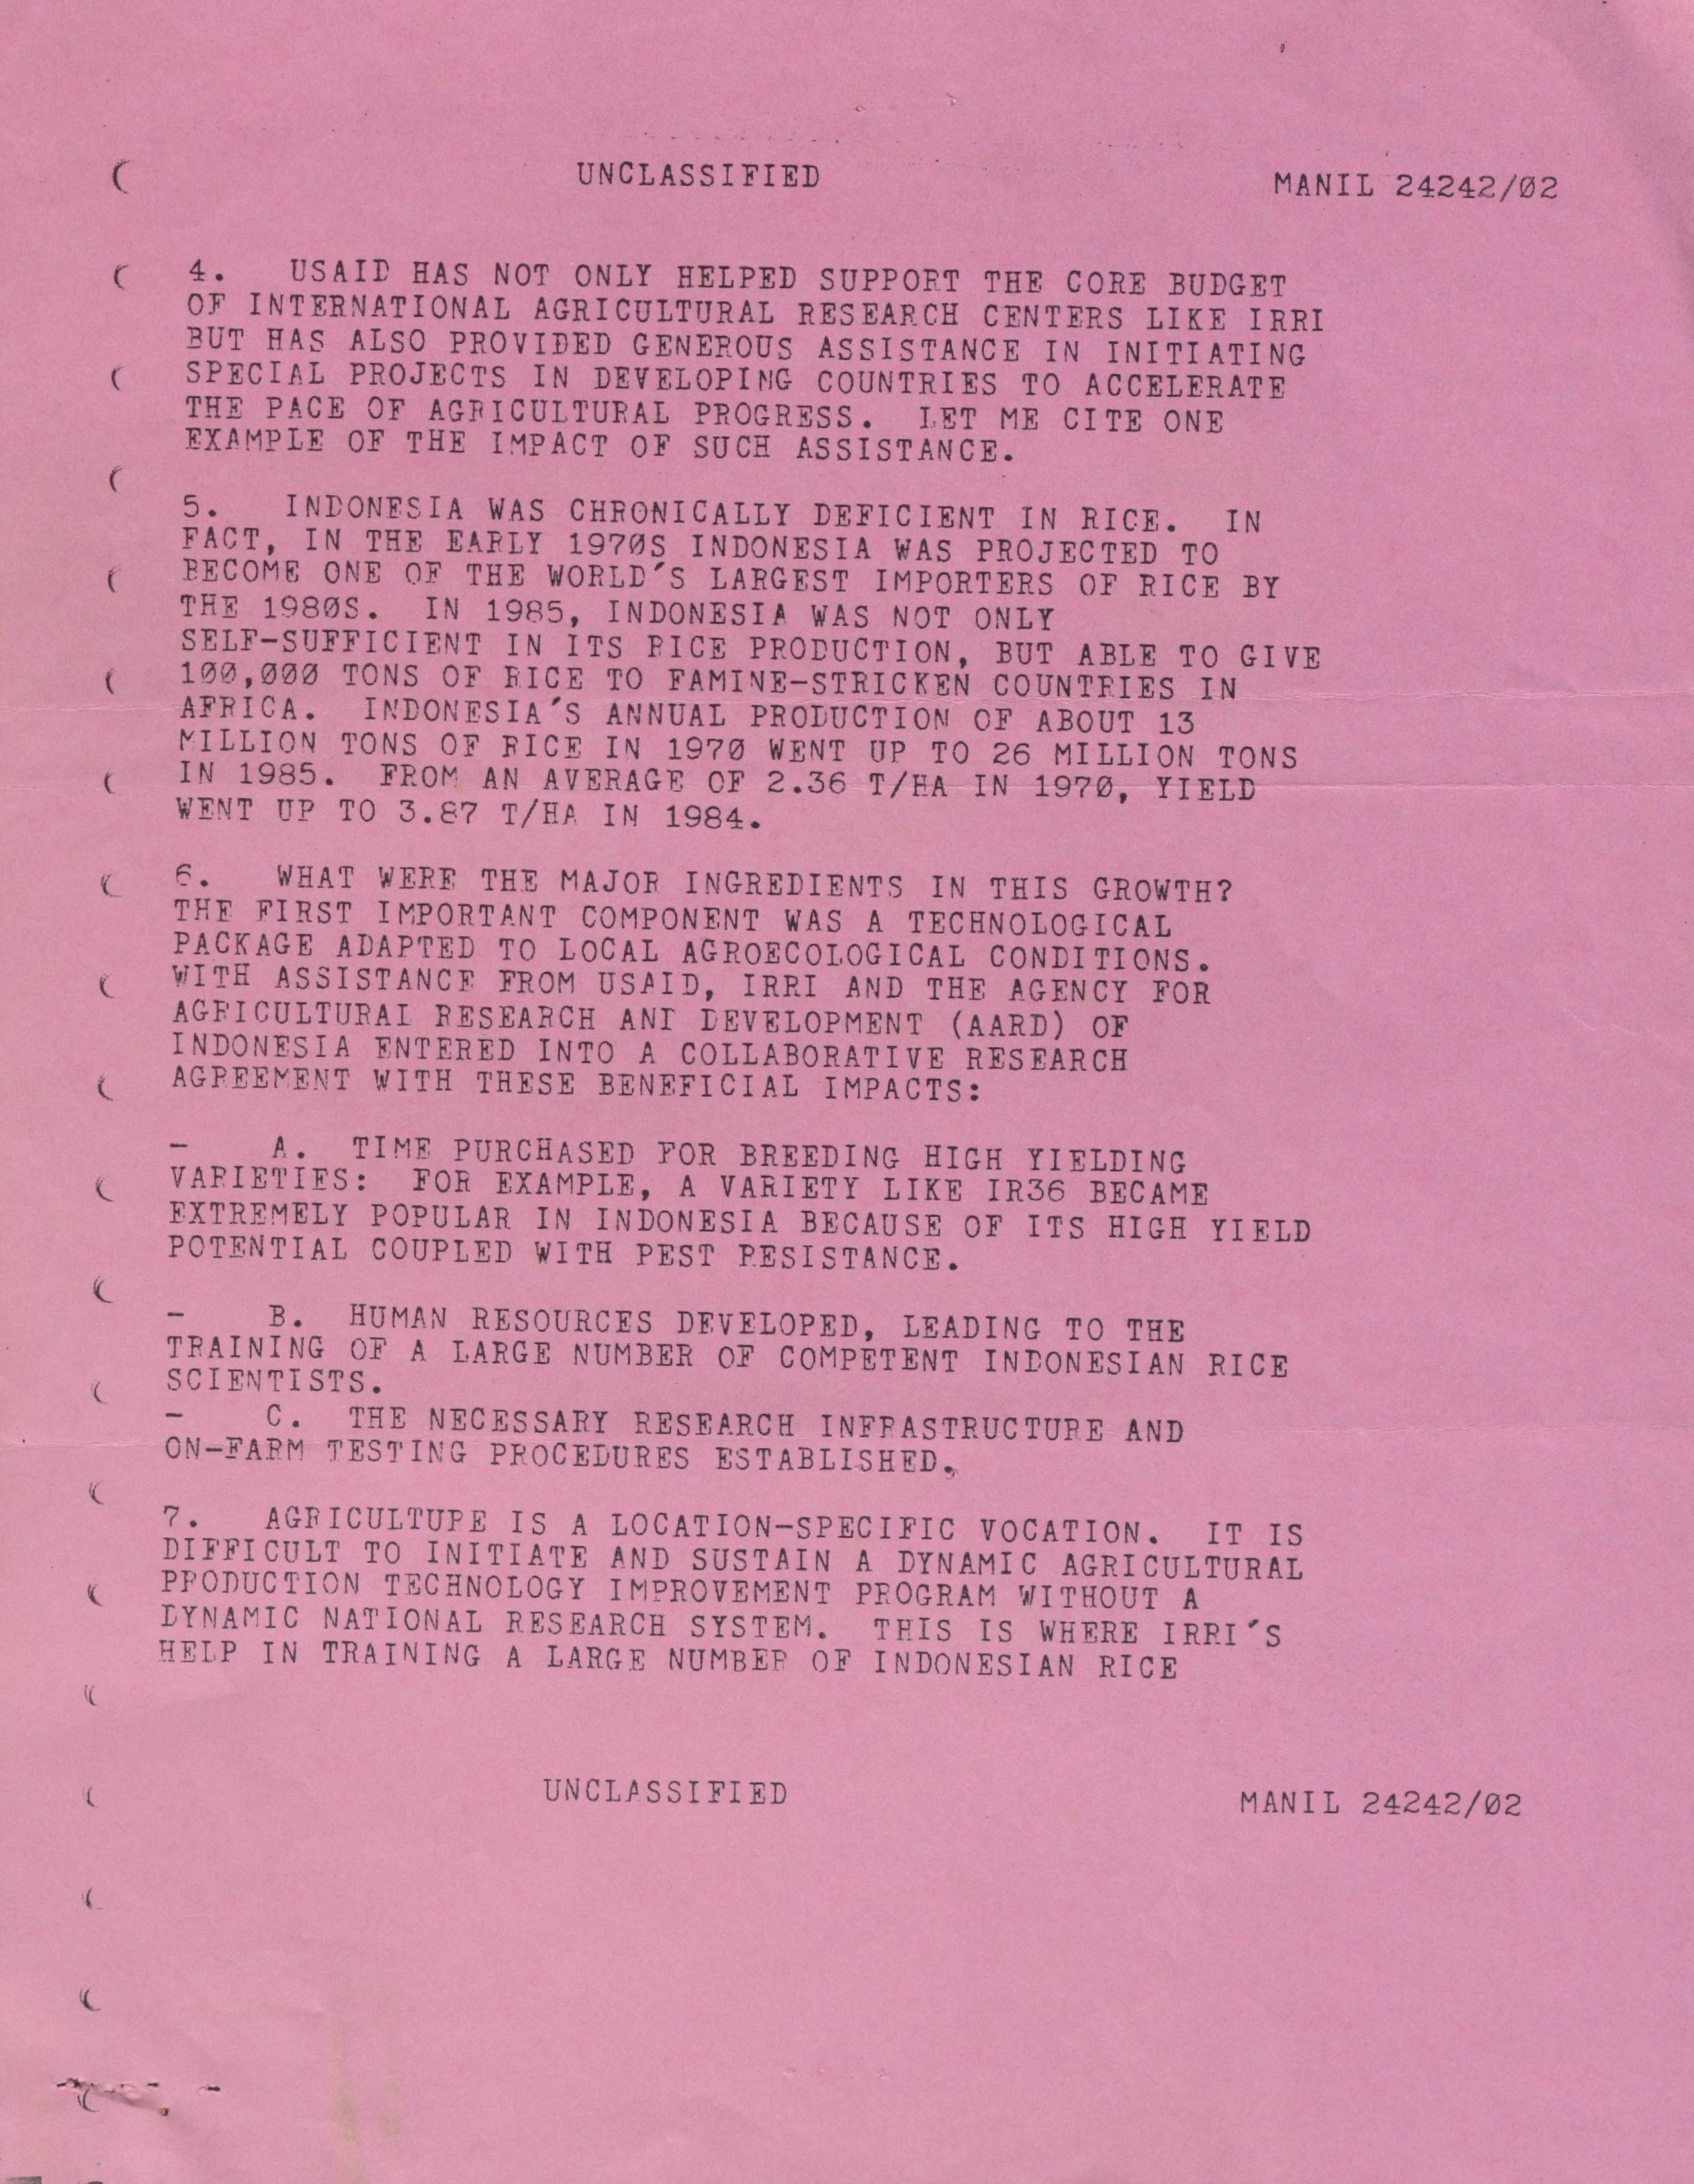 UNCLASSIFIED MANIL 24242/02
4. USAID HAS NOT ONLY HELPED SUPPORT THE CORE BUDGET
OF INTERNATIONAL AGRICULTURAL RESEARCH CENTERS LIKE IRRI
BUT HAS ALSO PROVIDED GENEROUS ASSISTANCE IN INITIATING
SPECIAL PROJECTS IN DEVELOPING COUNTRIES TO ACCELERATE
THE PACE OF AGRICULTURAL PROGRESS. LET ME CITE ONE
EXAMPLE OF THE IMPACT OF SUCH ASSISTANCE.
5. INDONESIA WAS CHRONICALLY DEFICIENT IN RICE. IN
FACT, IN THE EARLY 1970S INDONESIA WAS PROJECTED TO
BECOME ONE OF THE WORLD'S LARGEST IMPORTERS OF RICE BY
THE 1980S. IN 1985, INDONESIA WAS NOT ONLY
SELF-SUFFICIENT IN ITS RICE PRODUCTION, BUT ABLE TO GIVE
100,000 TONS OF RICE TO FAMINE-STRICKEN COUNTRIES IN
AFRICA. INDONESIA'S ANNUAL PRODUCTION OF ABOUT 13
MILLION TONS OF RICE IN 1970 WENT UP TO 26 MILLION TONS
IN 1985. FROM AN AVERAGE OF 2.36 T/HA IN 1970, YIELD
WENT UP TO 3.87 T/HA IN 1984.
6. WHAT WERE THE MAJOR INGREDIENTS IN THIS GROWTH?
THE FIRST IMPORTANT COMPONENT WAS A TECHNOLOGICAL
PACKAGE ADAPTED TO LOCAL AGROECOLOGICAL CONDITIONS.
WITH ASSISTANCE FROM USAID, IRRI AND THE AGENCY FOR
AGRICULTURAL RESEARCH AND DEVELOPMENT (AARD) OF
INDONESIA ENTERED INTO A COLLABORATIVE RESEARCH
AGREEMENT WITH THESE BENEFICIAL IMPACTS:
- A. TIME PURCHASED FOR BREEDING HIGH YIELDING
VARIETIES: FOR EXAMPLE, A VARIETY LIKE IR36 BECAME
EXTREMELY POPULAR IN INDONESIA BECAUSE OF ITS HIGH YIELD
POTENTIAL COUPLED WITH PEST RESISTANCE.
- B. HUMAN RESOURCES DEVELOPED, LEADING TO THE
TRAINING OF A LARGE NUMBER OF COMPETENT INDONESIAN RICE
SCIENTISTS.
- C. THE NECESSARY RESEARCH INFRASTRUCTURE AND
ON-FARM TESTING PROCEDURES ESTABLISHED.
7. AGRICULTURE IS A LOCATION-SPECIFIC VOCATION. IT IS
DIFFICULT TO INITIATE AND SUSTAIN A DYNAMIC AGRICULTURAL
PRODUCTION TECHNOLOGY IMPROVEMENT PROGRAM WITHOUT A
DYNAMIC NATIONAL RESEARCH SYSTEM. THIS IS WHERE IRRI'S
HELP IN TRAINING A LARGE NUMBER OF INDONESIAN RICE
UNCLASSIFIED MANIL 24242/02